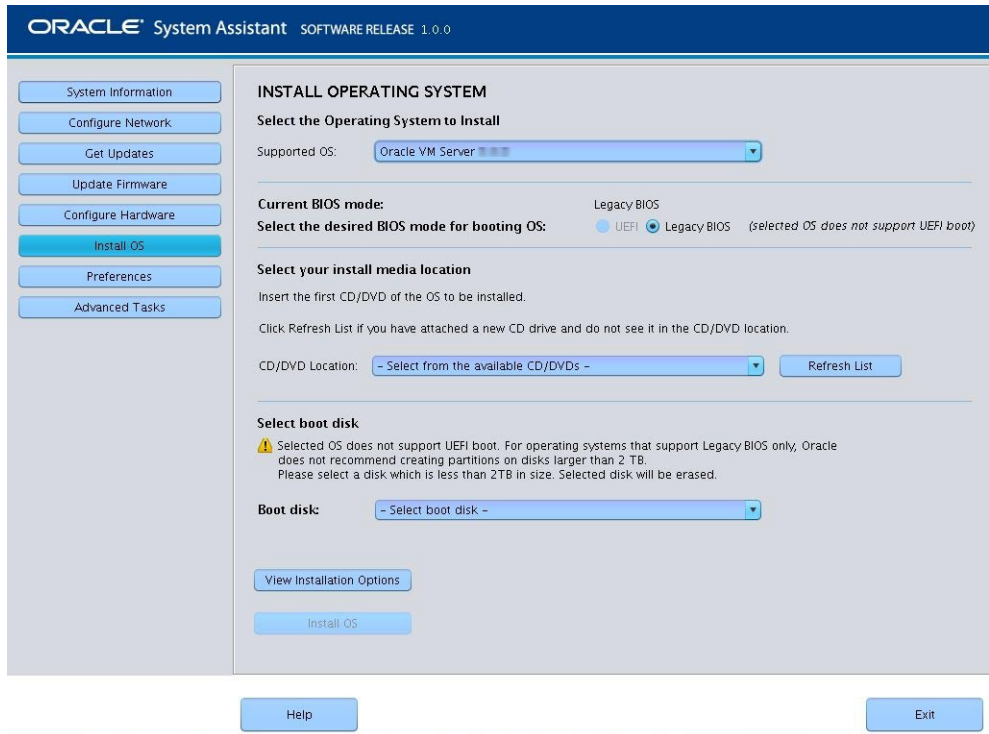 ORACLE® System Assistant SOFTWARE RELEASE 1.0.0
System Information
Configure Network
Get Updates
Update Firmware
Configure Hardware
Install OS
Preferences
Advanced Tasks
INSTALL OPERATING SYSTEM
Select the Operating System to Install
Supported OS: Oracle VM Server
Current BIOS mode: Legacy BIOS
Select the desired BIOS mode for booting OS: UEFI Legacy BIOS (selected OS does not support UEFI boot)
Select your install media location
Insert the first CD/DVD of the OS to be installed.
Click Refresh List if you have attached a new CD drive and do not see it in the CD/DVD location.
CD/DVD Location: - Select from the available CD/DVDs - Refresh List
Select boot disk
Selected OS does not support UEFI boot. For operating systems that support Legacy BIOS only, Oracle
does not recommend creating partitions on disks larger than 2 TB.
Please select a disk which is less than 2TB in size. Selected disk will be erased.
Boot disk: - Select boot disk -
View Installation Options
Install OS
Help Exit